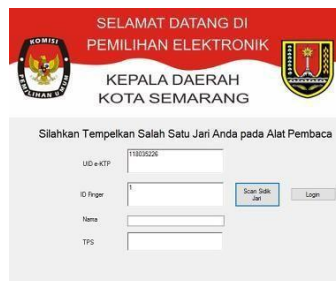 SELAMAT DATANG DI
PEMILIHAN ELEKTRONIK
KOMISI
PEMILIHAN UMUM
KEPALA DAERAH
KOTA SEMARANG
Silahkan Tempelkan Salah Satu Jari Anda pada Alat Pembaca
UID e-KTP
118035226
ID Finger
1
Scan Sidik
Jari
Login
Nama
TPS